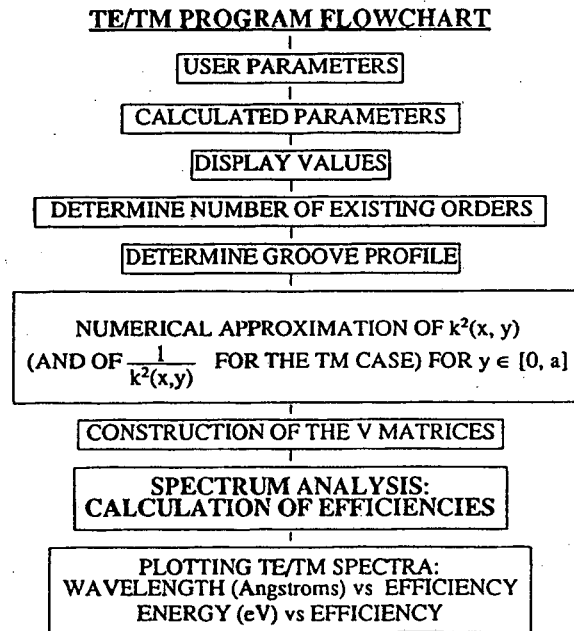 TE/TM PROGRAM FLOWCHART
USER PARAMETERS
CALCULATED PARAMETERS
DISPLAY VALUES
DETERMINE NUMBER OF EXISTING ORDERS
DETERMINE GROOVE PROFILE
NUMERICAL APPROXIMATION OF k²(x, y)
(AND OF 1/k²(x,y) FOR THE TM CASE) FOR y ∈ [0, a]
CONSTRUCTION OF THE V MATRICES
SPECTRUM ANALYSIS:
CALCULATION OF EFFICIENCIES
PLOTTING TE/TM SPECTRA:
WAVELENGTH (Angstroms) vs EFFICIENCY
ENERGY (eV) vs EFFICIENCY